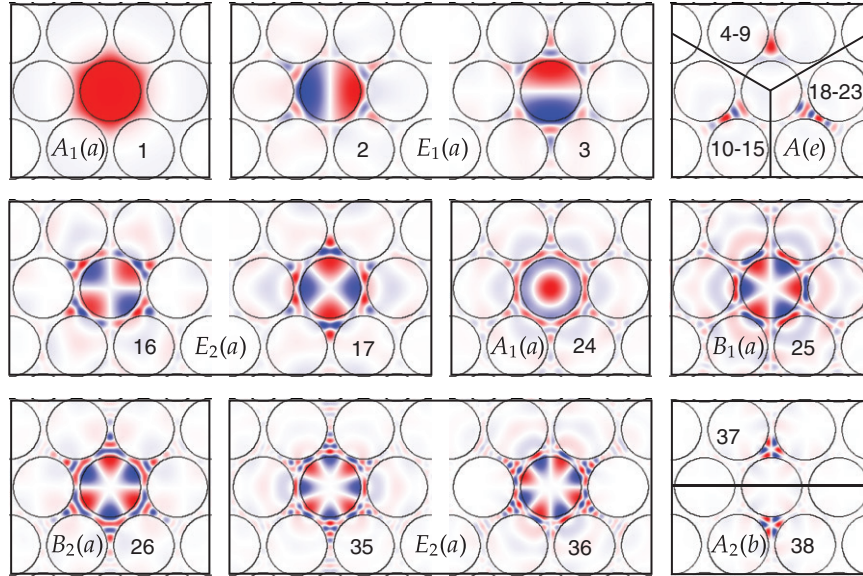 A₁(a) 1
2 E₁(a) 3
4-9
18-23
10-15 A(e)
16 E₂(a) 17
A₁(a) 24
B₁(a) 25
B₂(a) 26
35 E₂(a) 36
37
A₂(b) 38